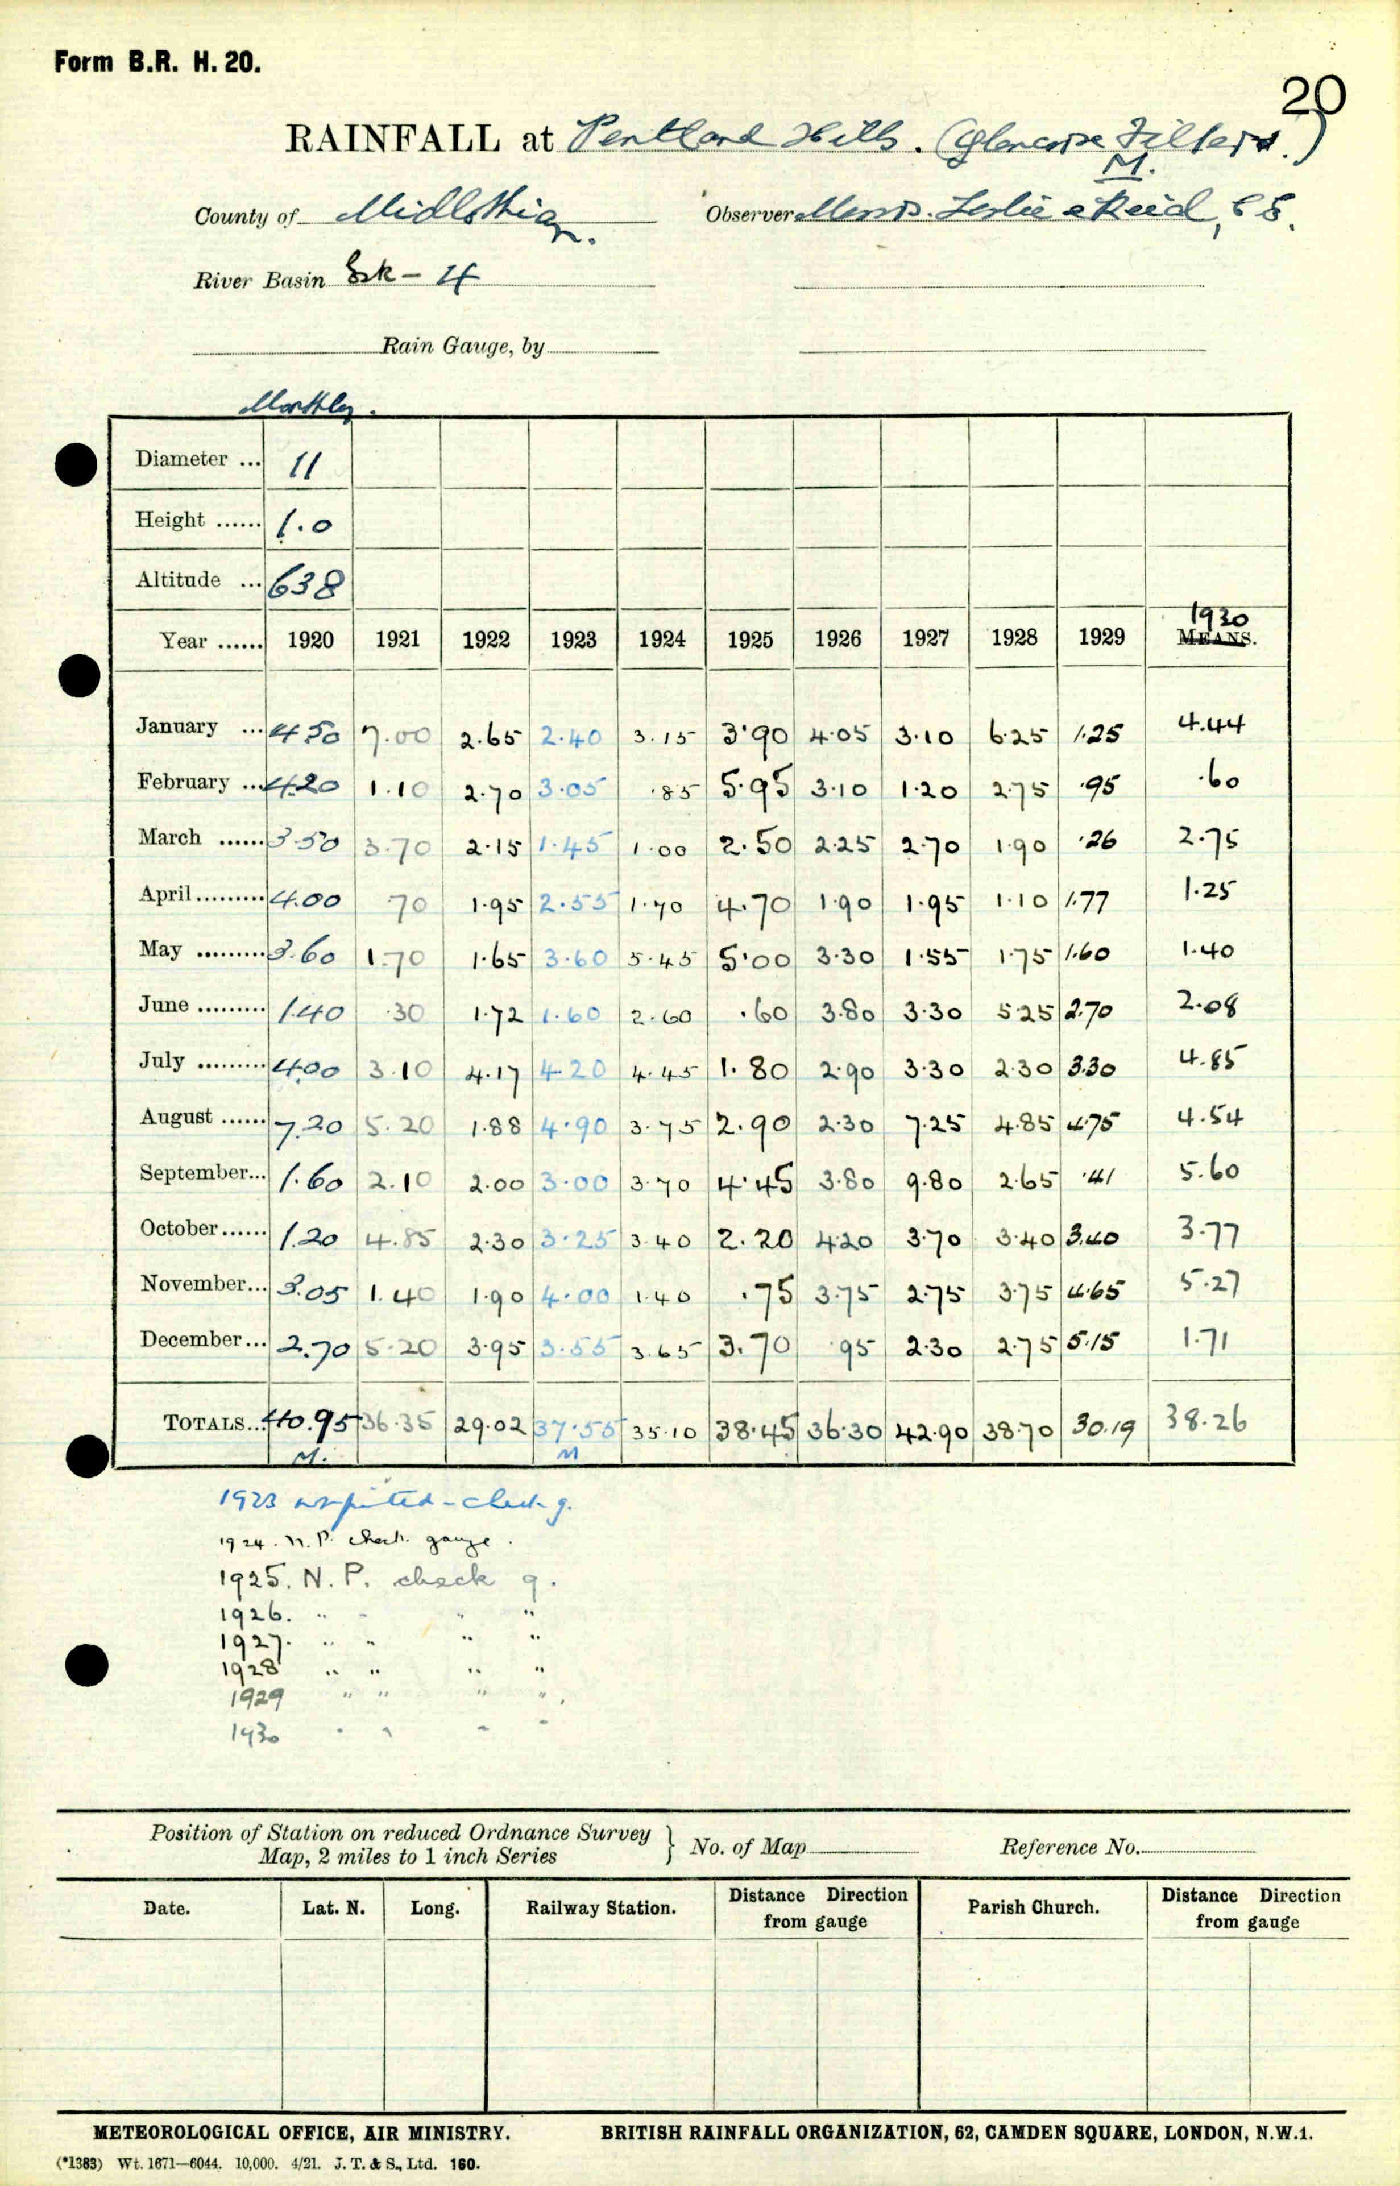 Form B.R. H. 20.
20
RAINFALL at Pentland Hills. (Glencorse Filters.)
M.
County of Midlothian. Observer Messrs. Leslie & Reid, C E.
River Basin Esk - 4
Rain Gauge, by
Monthly.
Diameter ... 11
Height ...... 1.0
Altitude ... 638
1930
Year ...... 1920 1921 1922 1923 1924 1925 1926 1927 1928 1929 MEANS.
January ... 4.50 7.00 2.65 2.40 3.15 3.90 4.05 3.10 6.25 1.25 4.44
February ... 4.20 1.10 2.70 3.05 .85 5.95 3.10 1.20 2.75 .95 .60
March ...... 3.50 3.70 2.15 1.45 1.00 2.50 2.25 2.70 1.90 .26 2.75
April ......... 4.00 70 1.95 2.55 1.70 4.70 1.90 1.95 1.10 1.77 1.25
May ......... 3.60 1.70 1.65 3.60 5.45 5.00 3.30 1.55 1.75 1.60 1.40
June ......... 1.40 .30 1.72 1.60 2.60 .60 3.80 3.30 5.25 2.70 2.08
July ......... 4.00 3.10 4.17 4.20 4.45 1.80 2.90 3.30 2.30 3.30 4.85
August ...... 7.20 5.20 1.88 4.90 3.75 2.90 2.30 7.25 4.85 4.75 4.54
September... 1.60 2.10 2.00 3.00 3.70 4.45 3.80 9.80 2.65 .41 5.60
October...... 1.20 4.85 2.30 3.25 3.40 2.20 4.20 3.70 3.40 3.40 3.77
November... 3.05 1.40 1.90 4.00 1.40 .75 3.75 2.75 3.75 4.65 5.27
December... 2.70 5.20 3.95 3.55 3.65 3.70 .95 2.30 2.75 5.15 1.71
TOTALS... 40.95 36.35 29.02 37.55 35.10 38.45 36.30 42.90 38.70 30.19 38.26
M. M
1923 not printed - check g.
1924. N.P. check gauge.
1925. N. P. check g.
1926. " " " "
1927. " " " "
1928 " " " "
1929 " " " "
1930 " " " "
Position of Station on reduced Ordnance Survey
Map, 2 miles to 1 inch Series } No. of Map Reference No.
Date. Lat. N. Long. Railway Station. Distance Direction from gauge Parish Church. Distance Direction from gauge
METEOROLOGICAL OFFICE, AIR MINISTRY. BRITISH RAINFALL ORGANIZATION, 62, CAMDEN SQUARE, LONDON, N.W.1.
(*1383) Wt. 1671—6044. 10,000. 4/21. J. T. & S., Ltd. 160.